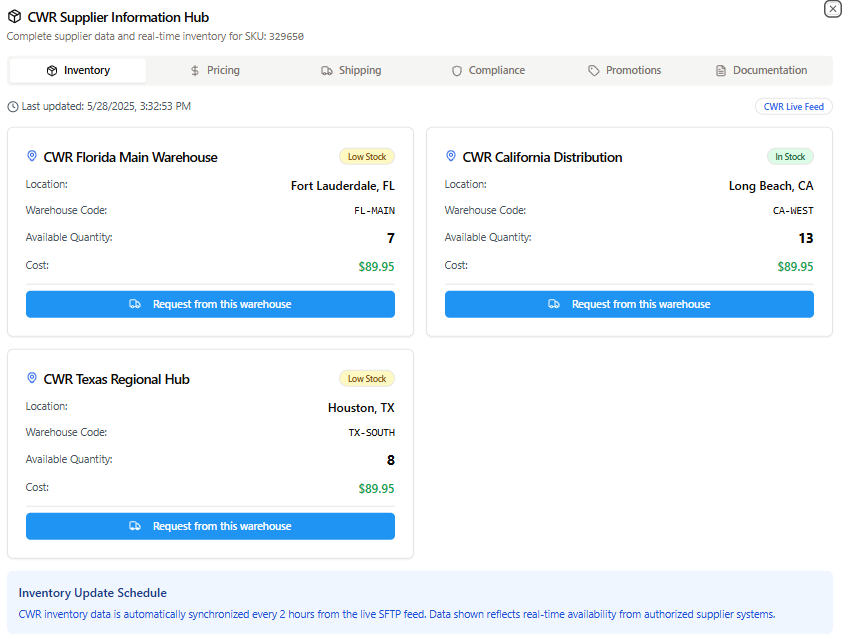 CWR Supplier Information Hub
Complete supplier data and real-time inventory for SKU: 329650
Inventory
Pricing
Shipping
Compliance
Promotions
Documentation
Last updated: 5/28/2025, 3:32:53 PM
CWR Live Feed
CWR Florida Main Warehouse
Low Stock
Location:
Fort Lauderdale, FL
Warehouse Code:
FL-MAIN
Available Quantity:
7
Cost:
$89.95
Request from this warehouse
CWR California Distribution
In Stock
Location:
Long Beach, CA
Warehouse Code:
CA-WEST
Available Quantity:
13
Cost:
$89.95
Request from this warehouse
CWR Texas Regional Hub
Low Stock
Location:
Houston, TX
Warehouse Code:
TX-SOUTH
Available Quantity:
8
Cost:
$89.95
Request from this warehouse
Inventory Update Schedule
CWR inventory data is automatically synchronized every 2 hours from the live SFTP feed. Data shown reflects real-time availability from authorized supplier systems.